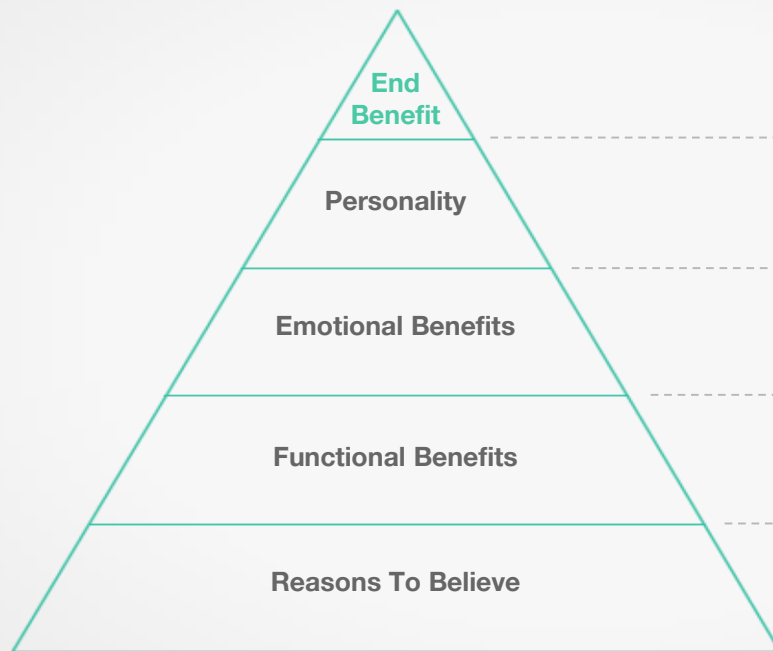 End
Benefit
Personality
Emotional Benefits
Functional Benefits
Reasons To Believe